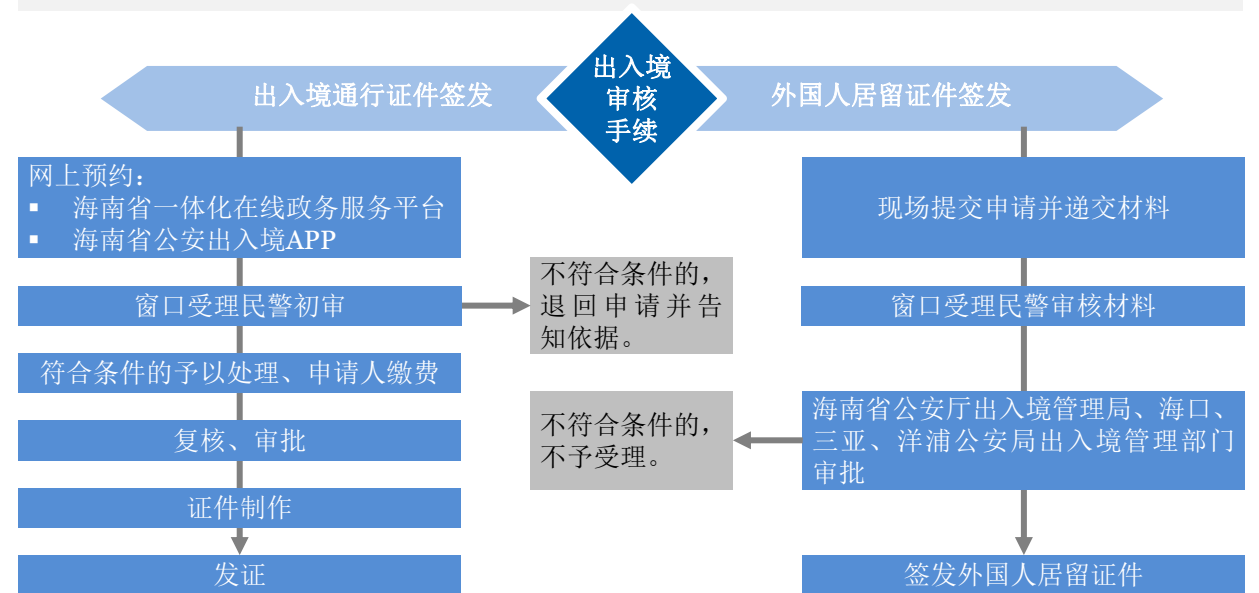 出入境
审核
手续
出入境通行证件签发
外国人居留证件签发
网上预约：
▪ 海南省一体化在线政务服务平台
▪ 海南省公安出入境APP
窗口受理民警初审
不符合条件的，
退回申请并告
知依据。
符合条件的予以处理、申请人缴费
复核、审批
证件制作
发证
现场提交申请并递交材料
窗口受理民警审核材料
海南省公安厅出入境管理局、海口、
三亚、洋浦公安局出入境管理部门
审批
不符合条件的，
不予受理。
签发外国人居留证件